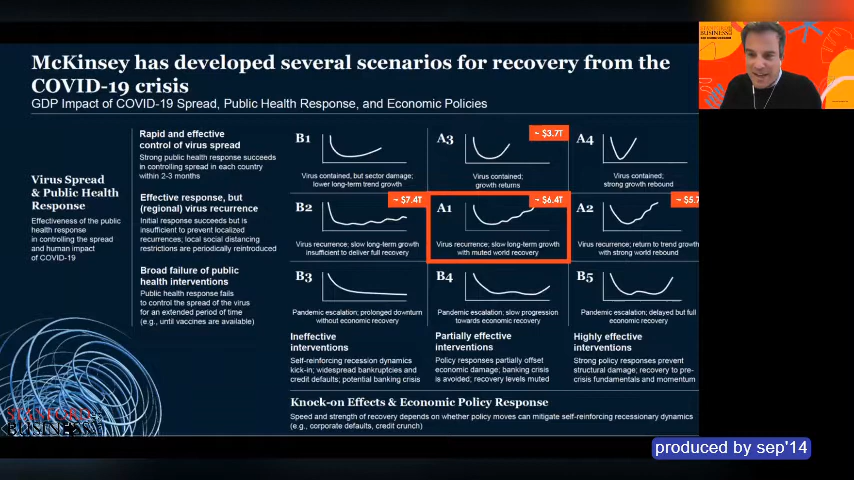 McKinsey has developed several scenarios for recovery from the
COVID-19 crisis
GDP Impact of COVID-19 Spread, Public Health Response, and Economic Policies
Virus Spread
& Public Health
Response
Effectiveness of the public
health response
in controlling the spread
and human impact
of COVID-19
Rapid and effective
control of virus spread
Strong public health response succeeds
in controlling spread in each country
within 2-3 months
B1
Virus contained, but sector damage;
lower long-term trend growth
A3
~ $3.7T
Virus contained;
growth returns
A4
Virus contained;
strong growth rebound
Effective response, but
(regional) virus recurrence
Initial response succeeds but is
insufficient to prevent localized
recurrences; local social distancing
restrictions are periodically reintroduced
B2
~ $7.4T
Virus recurrence; slow long-term growth
insufficient to deliver full recovery
A1
~ $6.4T
Virus recurrence; slow long-term growth
with muted world recovery
A2
~ $5.7
Virus recurrence; return to trend growth
with strong world rebound
Broad failure of public
health interventions
Public health response fails
to control the spread of the virus
for an extended period of time
(e.g., until vaccines are available)
B3
Pandemic escalation; prolonged downturn
without economic recovery
B4
Pandemic escalation; slow progression
towards economic recovery
B5
Pandemic escalation; delayed but full
economic recovery
Ineffective
interventions
Self-reinforcing recession dynamics
kick-in; widespread bankruptcies and
credit defaults; potential banking crisis
Partially effective
interventions
Policy responses partially offset
economic damage; banking crisis
is avoided; recovery levels muted
Highly effective
interventions
Strong policy responses prevent
structural damage; recovery to pre-
crisis fundamentals and momentum
Knock-on Effects & Economic Policy Response
Speed and strength of recovery depends on whether policy moves can mitigate self-reinforcing recessionary dynamics
(e.g., corporate defaults, credit crunch)
STANFORD
BUSINESS
BUSINESS
produced by sep'14